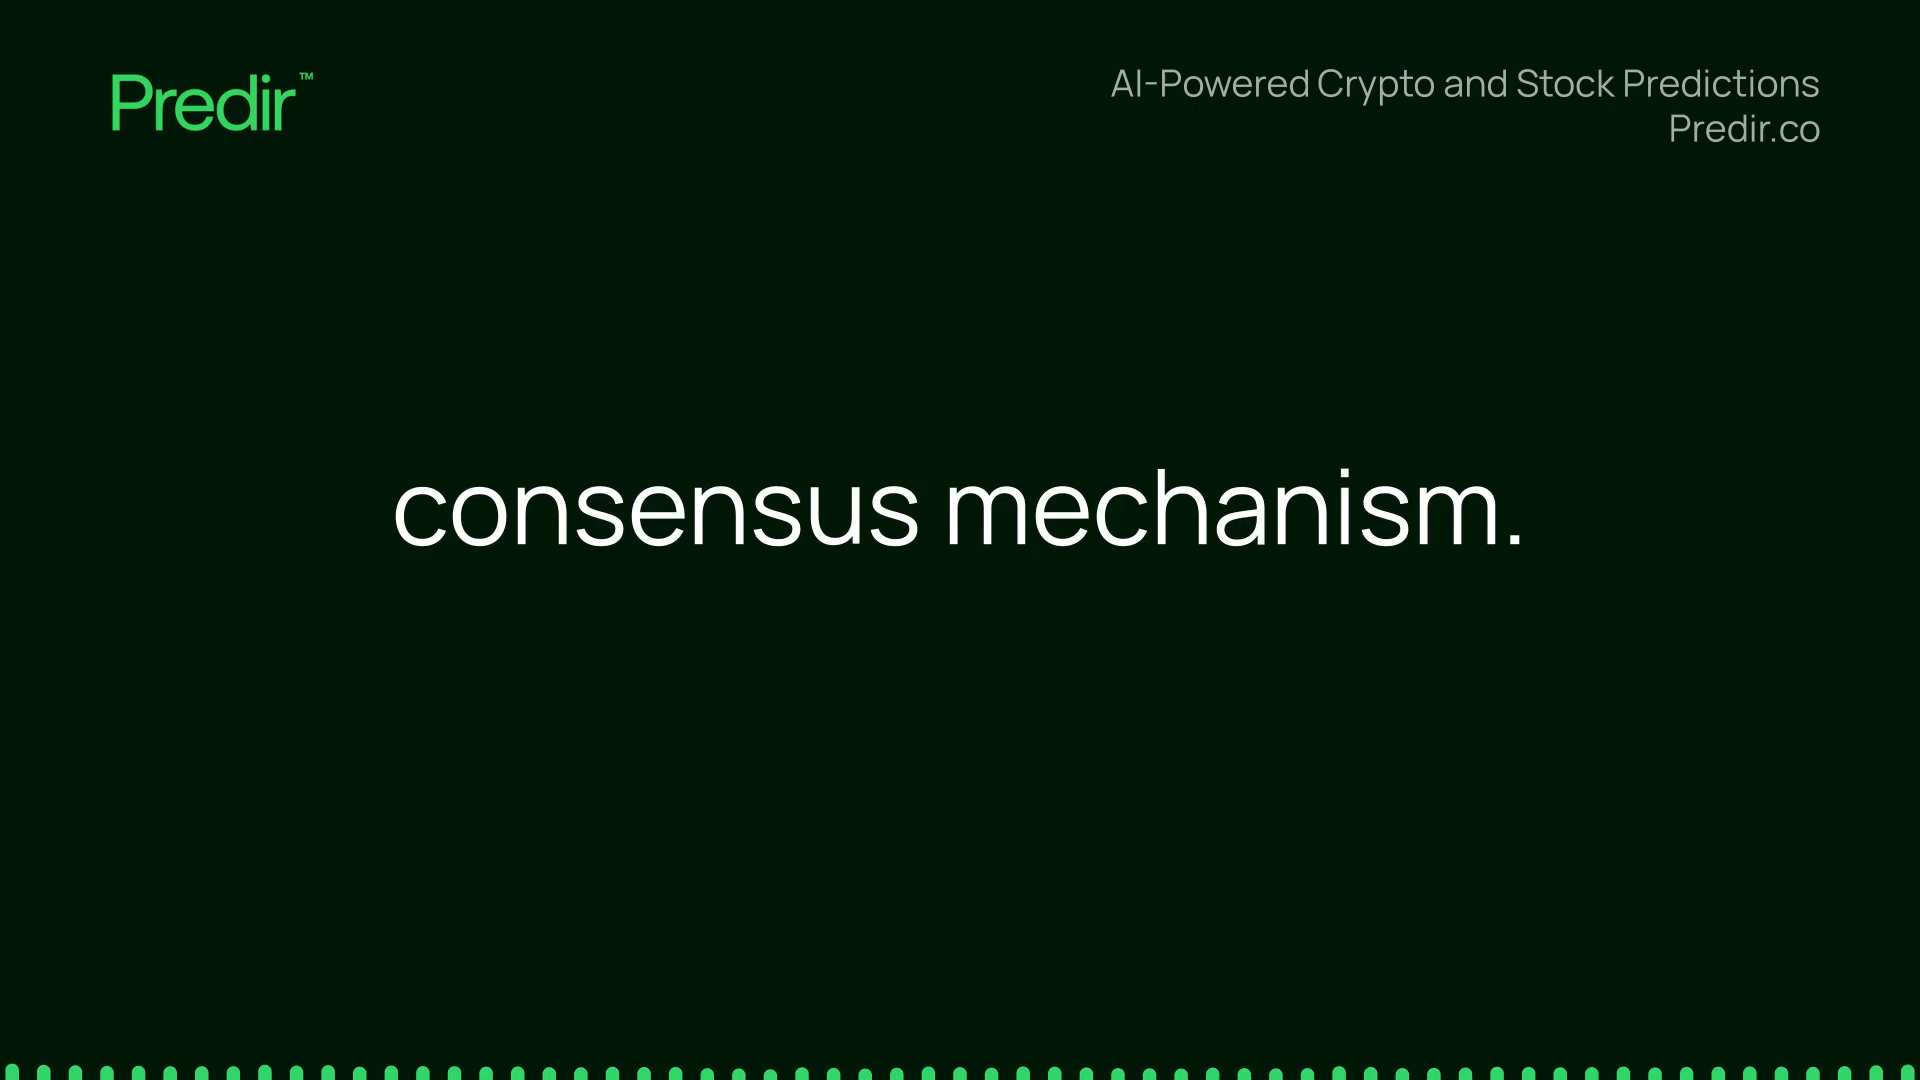 Predir™
AI-Powered Crypto and Stock Predictions
Predir.co
consensus mechanism.